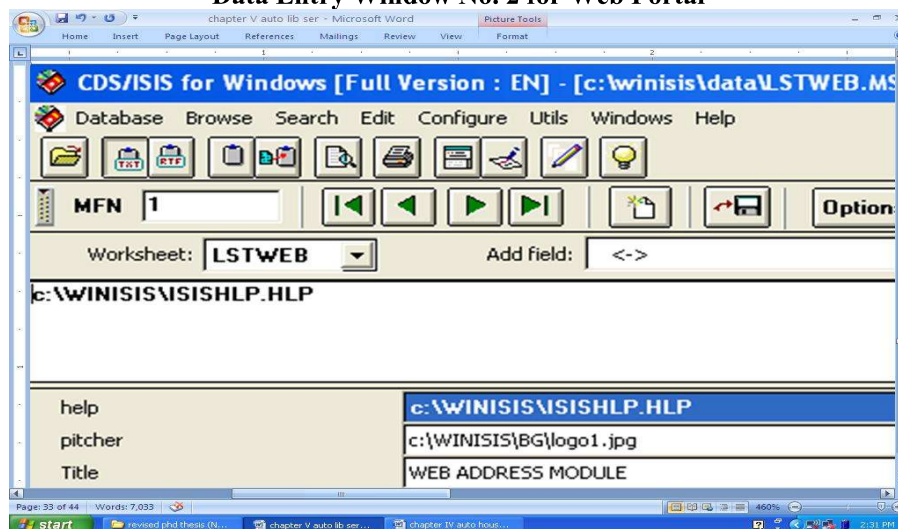 Data Entry Window No. 2 for Web Portal
chapter V auto lib ser - Microsoft Word Picture Tools
Home Insert Page Layout References Mailings Review View Format
1 2
CDS/ISIS for Windows [Full Version : EN] - [c:\winisis\data\LSTWEB.MS
Database Browse Search Edit Configure Utils Windows Help
TXT RTF
MFN 1 Option
Worksheet: LSTWEB Add field: <->
c:\WINISIS\ISISHLP.HLP
help c:\WINISIS\ISISHLP.HLP
pitcher c:\WINISIS\BG\logo1.jpg
Title WEB ADDRESS MODULE
Page: 33 of 44 Words: 7,033 460%
start revised phd thesis (N... chapter V auto lib ser... chapter IV auto hous... 2:31 PM